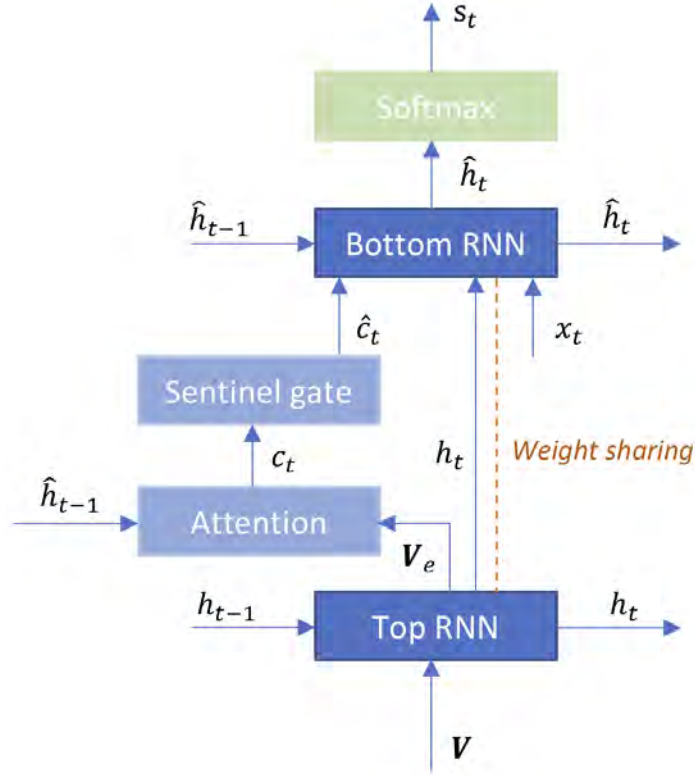 s_t
Softmax
ĥ_t
ĥ_{t−1}
Bottom RNN
ĥ_t
ĉ_t
x_t
Sentinel gate
c_t
h_t
Weight sharing
ĥ_{t−1}
Attention
V_e
h_{t−1}
Top RNN
h_t
V